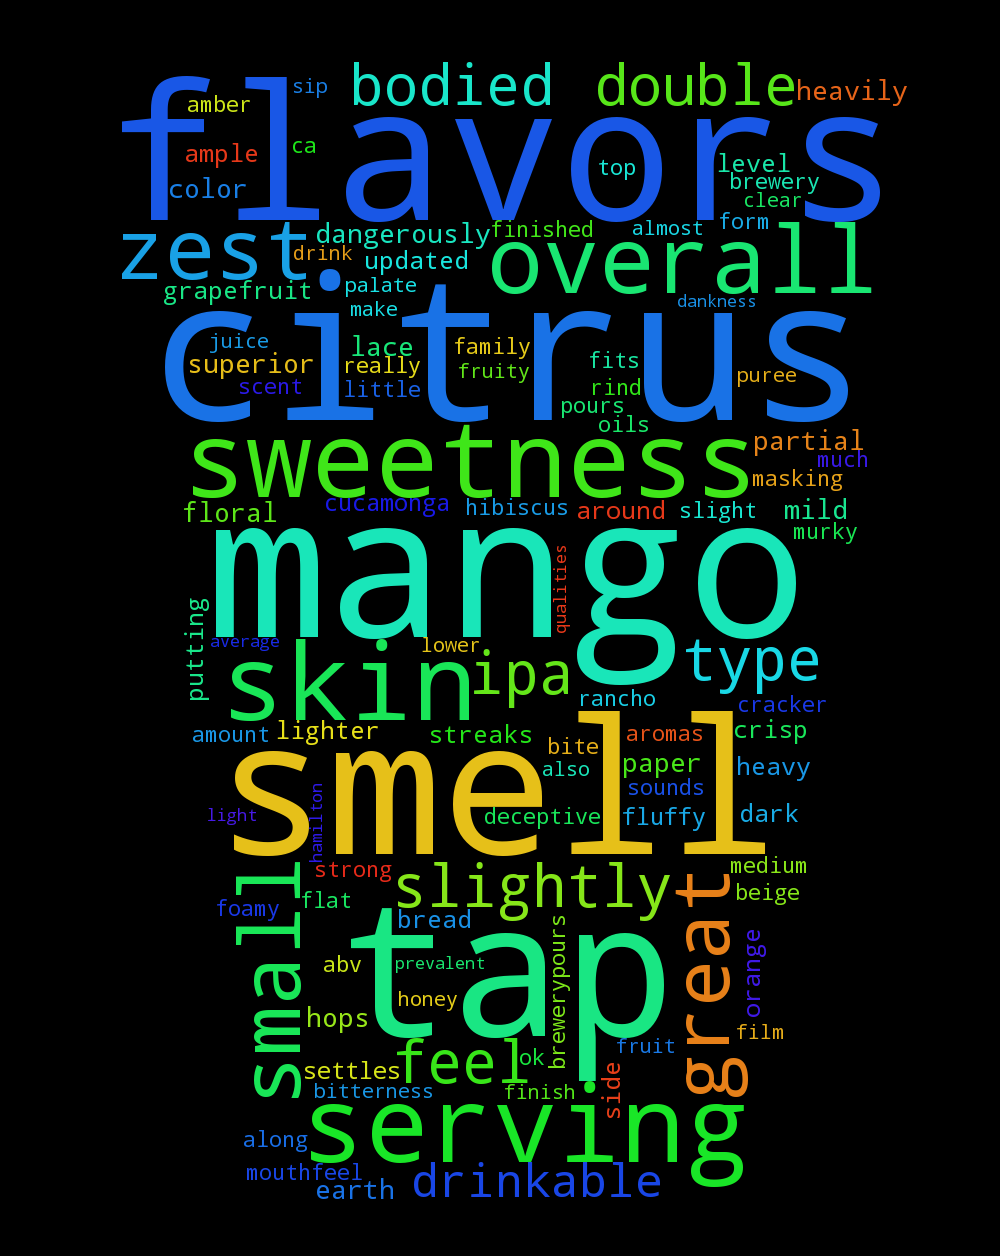 sip bodied double heavily
amber
flavors
ample ca top level
color brewery
clear
zest dangerously finished almost form
drink updated overall
grapefruit palate
make dankness
citrus
juice lace family
superior really fruity fits puree
scent little rind
pours
oils
sweetness partial
much
masking
cucamonga hibiscus around slight mild
floral murky
mango
qualities
putting
average lower
skin ipa type
rancho cracker
amount lighter streaks bite aromas crisp
also paper heavy
smell
sounds
light hamilton deceptive fluffy dark
strong slightly medium
small flat great beige
foamy bread
tap
abv prevalent brewerypours orange
honey
hops film
feel ok fruit
settles
bitterness finish side
serving
along
mouthfeel drinkable
earth